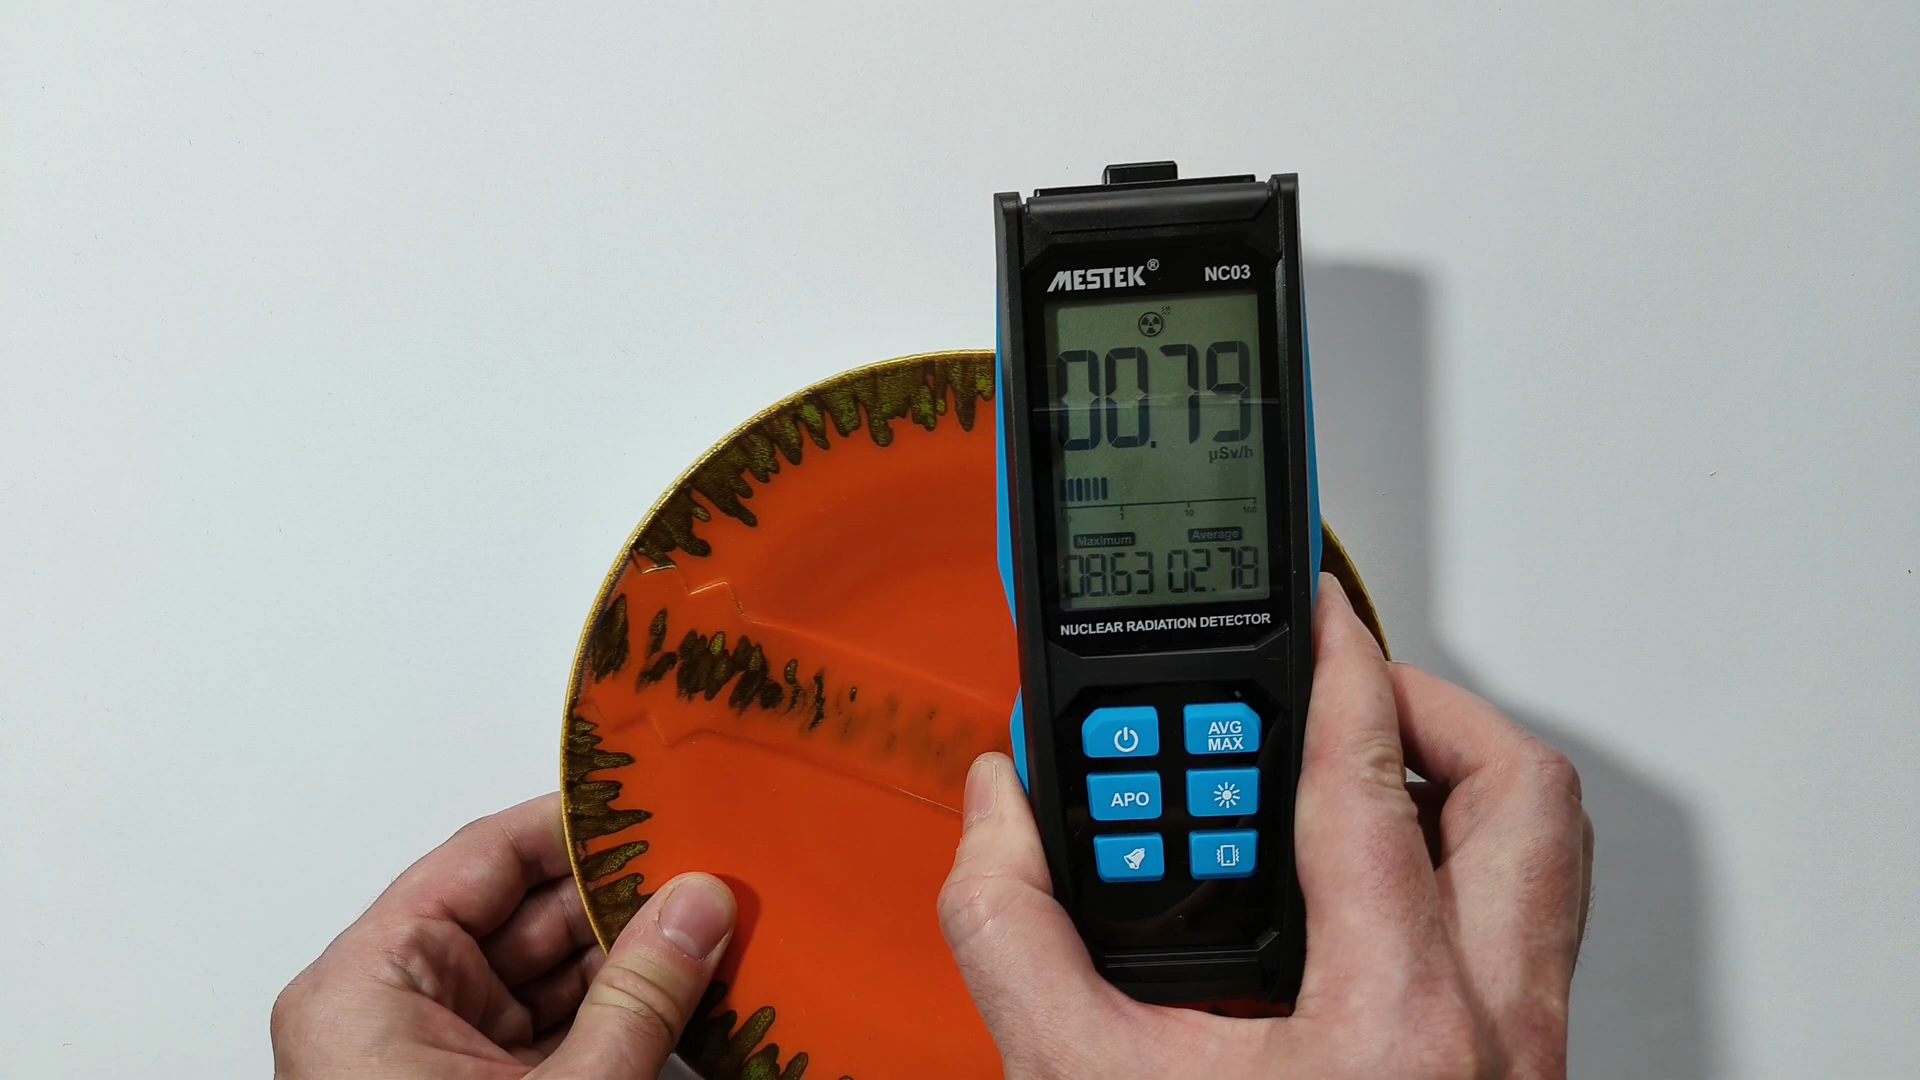 MESTEK® NC03
00.79
µSv/h
1 10 100
Maximum Average
08.63 02.78
NUCLEAR RADIATION DETECTOR
AVG
MAX
APO